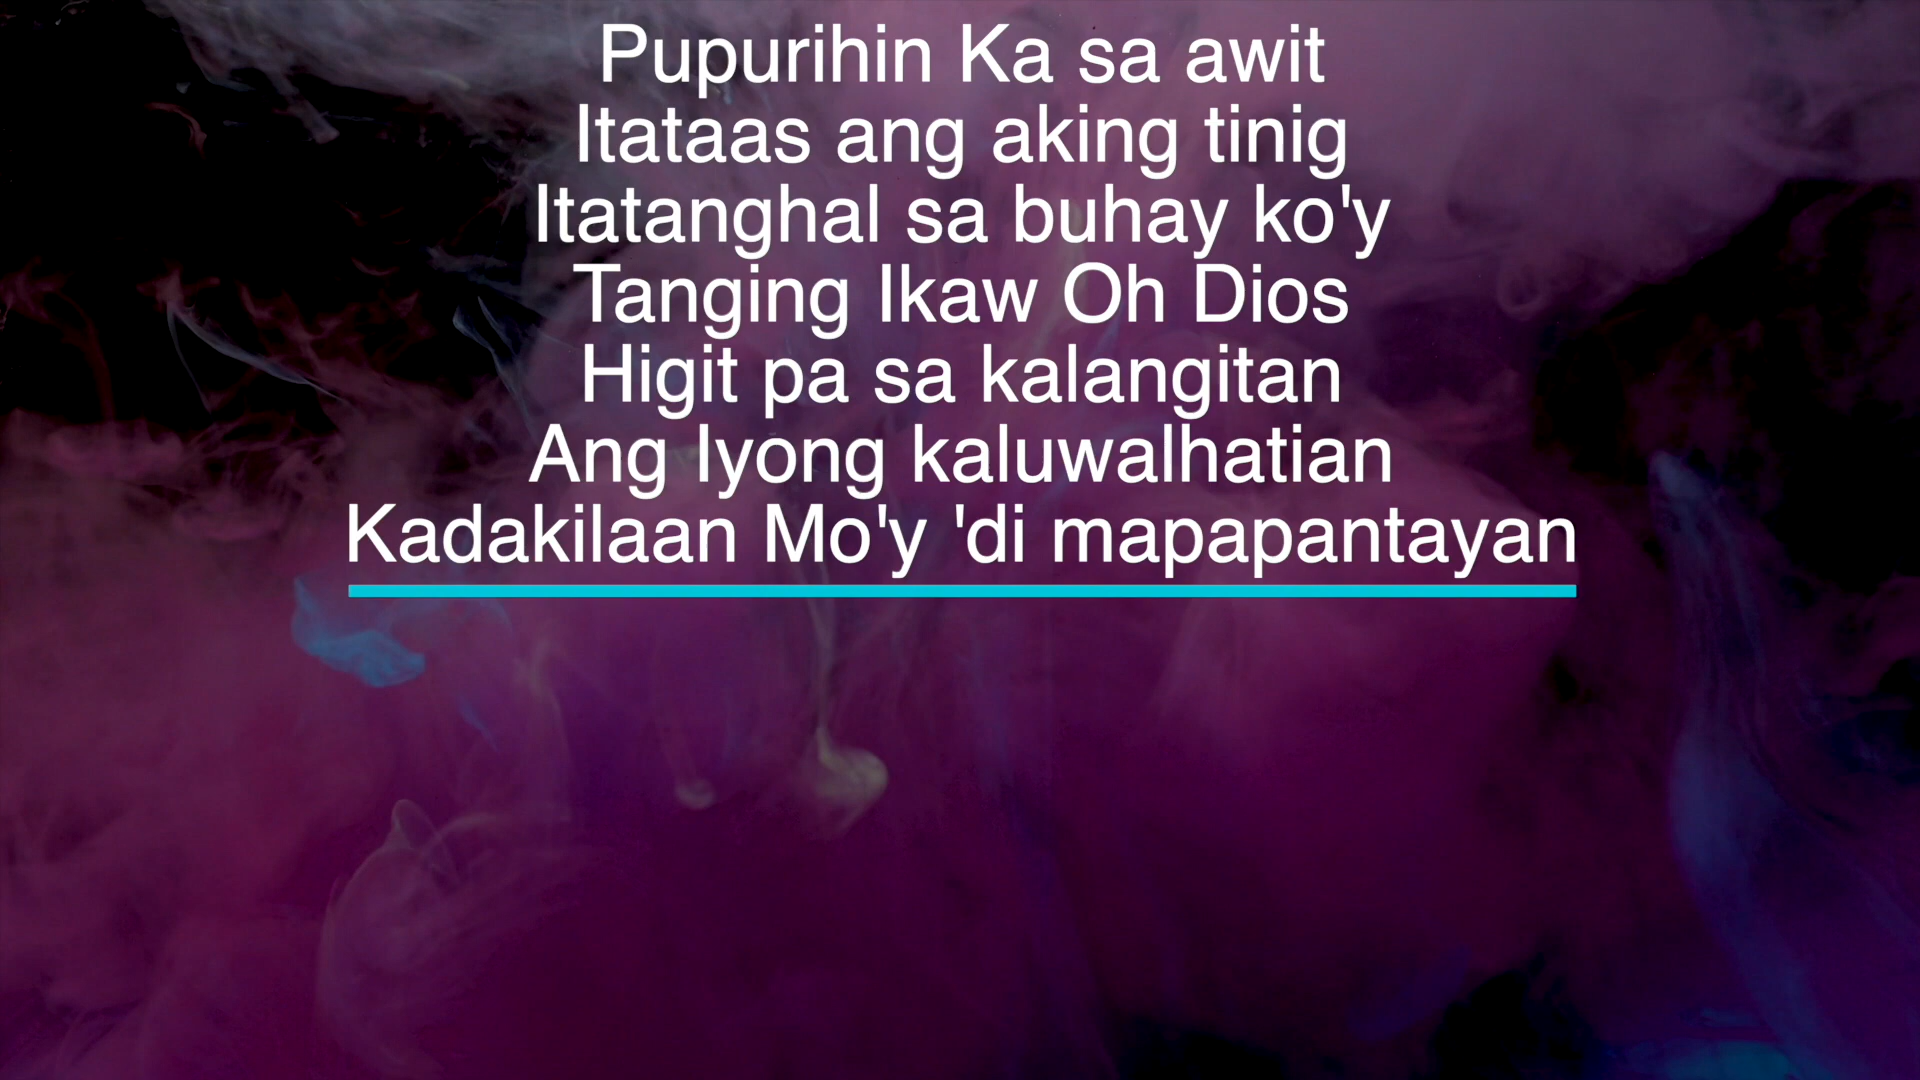 Pupurihin Ka sa awit
Itataas ang aking tinig
Itatanghal sa buhay ko'y
Tanging Ikaw Oh Dios
Higit pa sa kalangitan
Ang Iyong kaluwalhatian
Kadakilaan Mo'y 'di mapapantayan